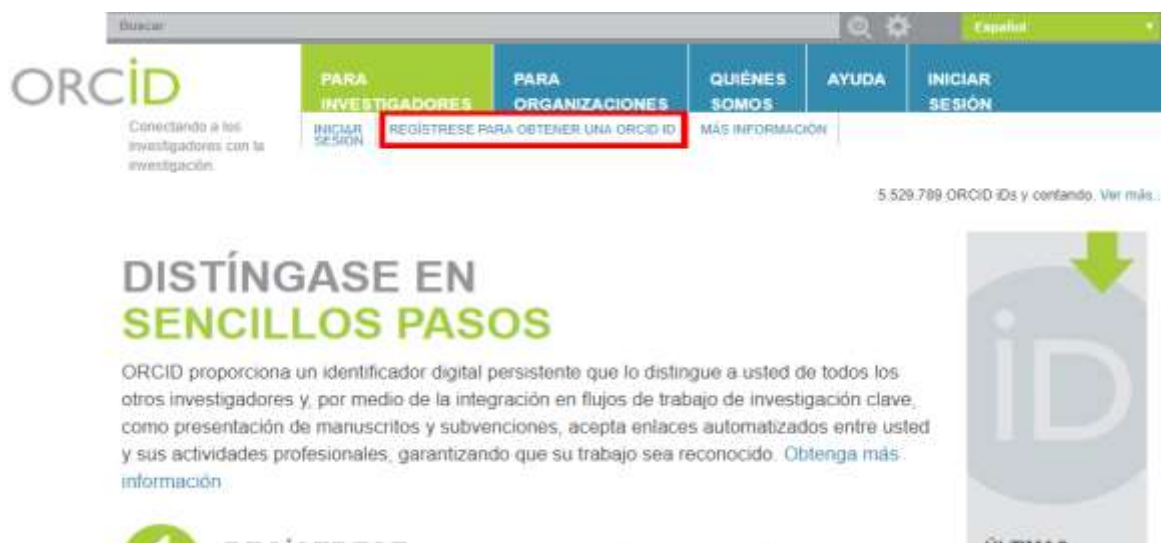 Buscar
Español
ORCiD
Conectando a los
investigadores con la
investigación.
PARA
INVESTIGADORES
PARA
ORGANIZACIONES
QUIÉNES
SOMOS
AYUDA
INICIAR
SESIÓN
INICIAR
SESIÓN
REGÍSTRESE PARA OBTENER UNA ORCID ID
MÁS INFORMACIÓN
5.529.789 ORCID iDs y contando. Ver más..
DISTÍNGASE EN
SENCILLOS PASOS
ORCID proporciona un identificador digital persistente que lo distingue a usted de todos los
otros investigadores y, por medio de la integración en flujos de trabajo de investigación clave,
como presentación de manuscritos y subvenciones, acepta enlaces automatizados entre usted
y sus actividades profesionales, garantizando que su trabajo sea reconocido. Obtenga más
información
iD